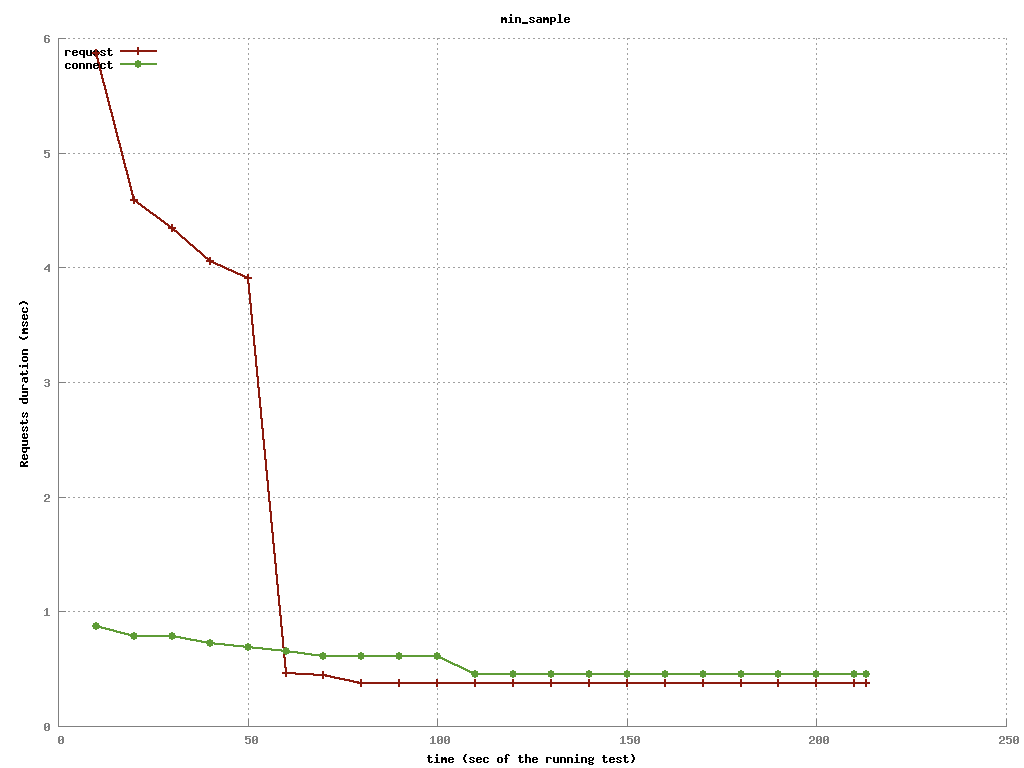 min_sample
6
request
connect
5
4
3
2
1
0
Requests duration (msec)
0 50 100 150 200 250
time (sec of the running test)